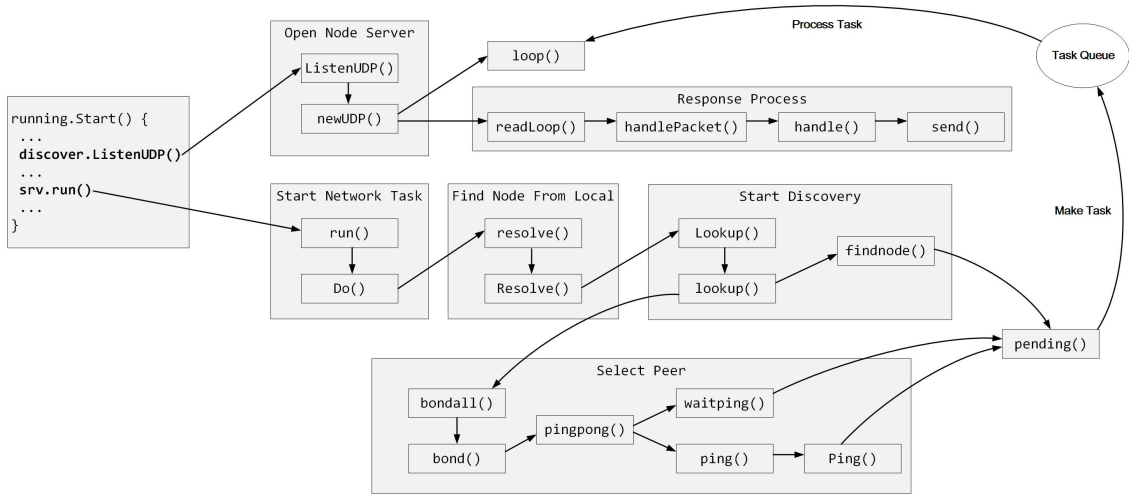 Open Node Server
ListenUDP()
newUDP()
loop()
Process Task
Task Queue
Response Process
readLoop()
handlePacket()
handle()
send()
running.Start() {
...
discover.ListenUDP()
...
srv.run()
...
}
Start Network Task
run()
Do()
Find Node From Local
resolve()
Resolve()
Start Discovery
Lookup()
lookup()
findnode()
Make Task
pending()
Select Peer
bondall()
bond()
pingpong()
waitping()
ping()
Ping()